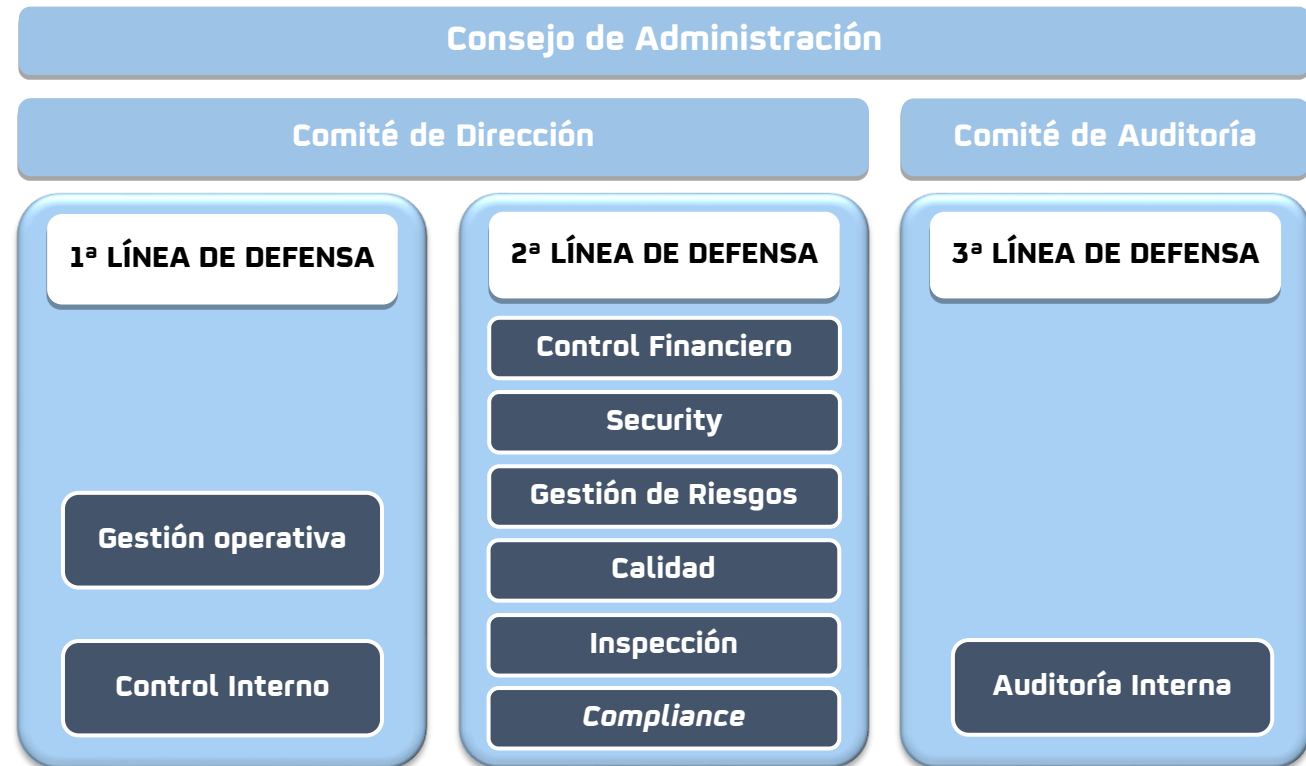 Consejo de Administración
Comité de Dirección
Comité de Auditoría
1ª LÍNEA DE DEFENSA
Gestión operativa
Control Interno
2ª LÍNEA DE DEFENSA
Control Financiero
Security
Gestión de Riesgos
Calidad
Inspección
Compliance
3ª LÍNEA DE DEFENSA
Auditoría Interna